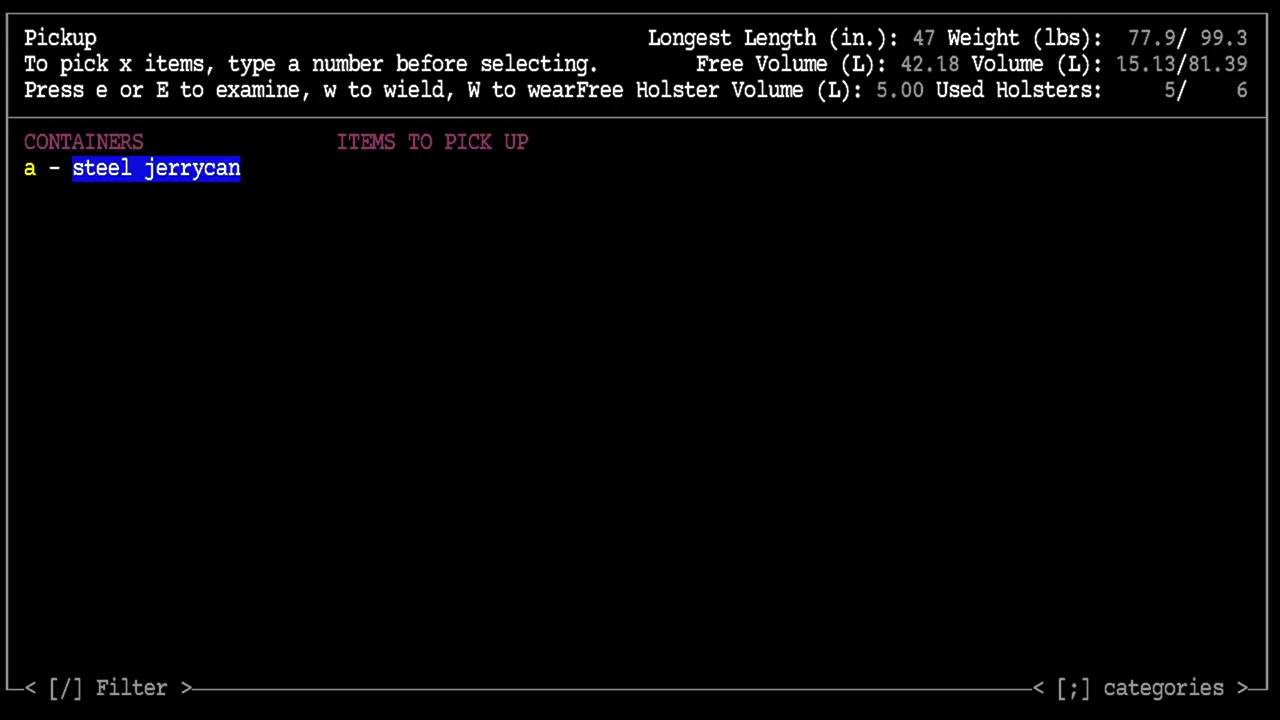 Pickup Longest Length (in.): 47 Weight (lbs): 77.9/ 99.3
To pick x items, type a number before selecting. Free Volume (L): 42.18 Volume (L): 15.13/81.39
Press e or E to examine, w to wield, W to wearFree Holster Volume (L): 5.00 Used Holsters: 5/ 6
CONTAINERS ITEMS TO PICK UP
a - steel jerrycan
< [/] Filter > < [;] categories >